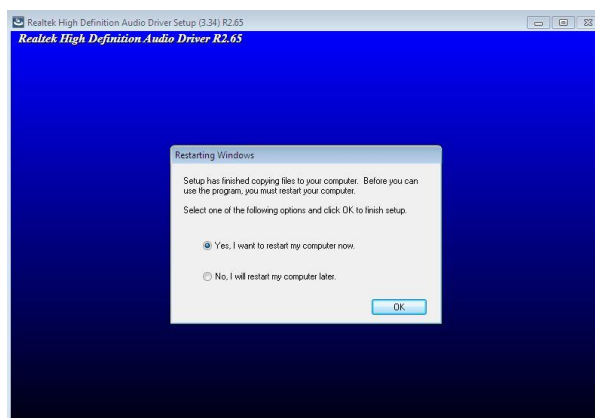 Realtek High Definition Audio Driver Setup (3.34) R2.65
Realtek High Definition Audio Driver R2.65
Restarting Windows
Setup has finished copying files to your computer. Before you can
use the program, you must restart your computer.
Select one of the following options and click OK to finish setup.
Yes, I want to restart my computer now.
No, I will restart my computer later.
OK